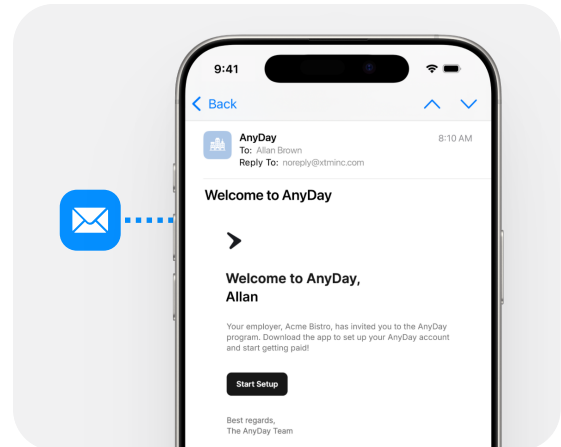 9:41
Back
AnyDay
8:10 AM
To: Allan Brown
Reply To: noreply@xtminc.com
Welcome to AnyDay
Welcome to AnyDay,
Allan
Your employer, Acme Bistro, has invited you to the AnyDay
program. Download the app to set up your AnyDay account
and start getting paid!
Start Setup
Best regards,
The AnyDay Team